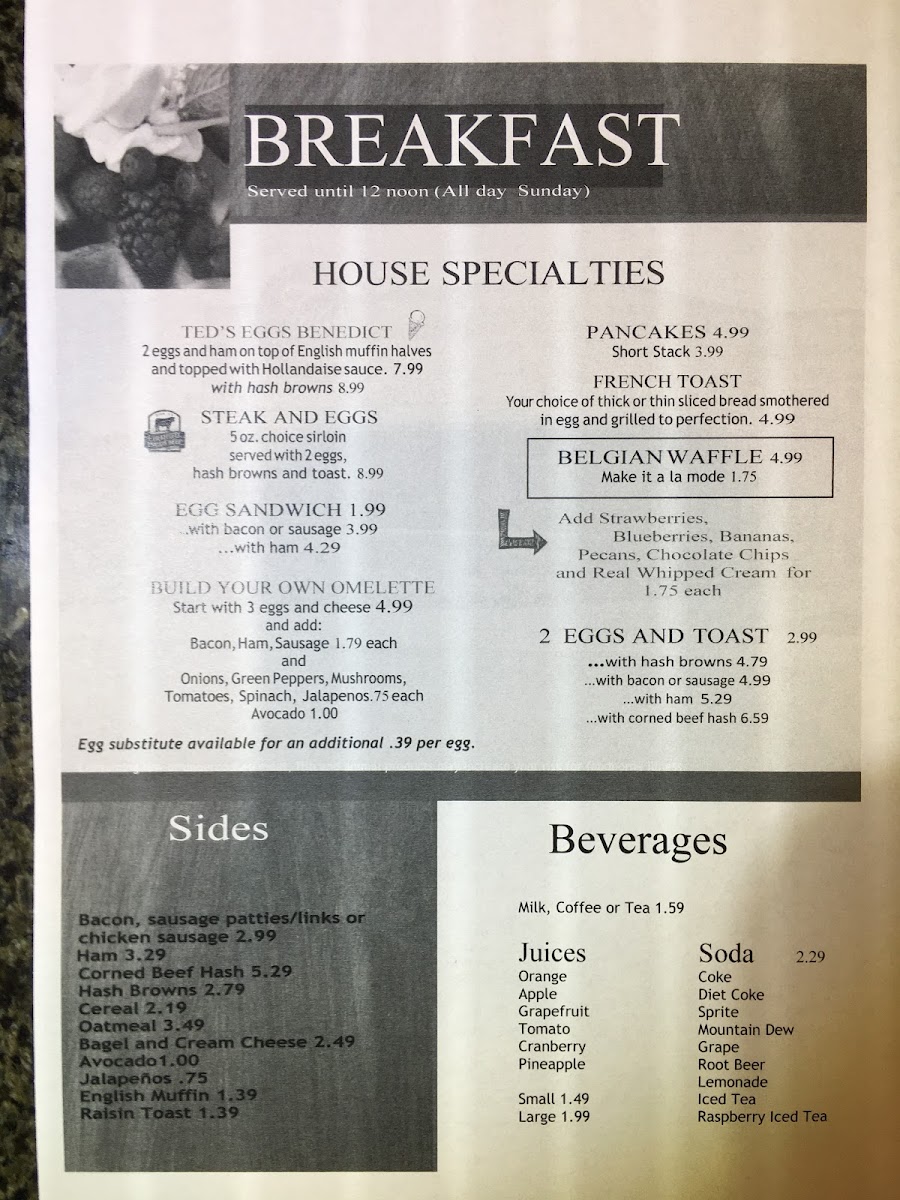 BREAKFAST
Served until 12 noon (All day Sunday)
HOUSE SPECIALTIES
TED'S EGGS BENEDICT
2 eggs and ham on top of English muffin halves
and topped with Hollandaise sauce. 7.99
with hash browns 8.99
STEAK AND EGGS
5 oz. choice sirloin
served with 2 eggs,
hash browns and toast. 8.99
EGG SANDWICH 1.99
..with bacon or sausage 3.99
...with ham 4.29
BUILD YOUR OWN OMELETTE
Start with 3 eggs and cheese 4.99
and add:
Bacon, Ham, Sausage 1.79 each
and
Onions, Green Peppers, Mushrooms,
Tomatoes, Spinach, Jalapenos .75 each
Avocado 1.00
Egg substitute available for an additional .39 per egg.
PANCAKES 4.99
Short Stack 3.99
FRENCH TOAST
Your choice of thick or thin sliced bread smothered
in egg and grilled to perfection. 4.99
BELGIAN WAFFLE 4.99
Make it a la mode 1.75
Add Strawberries,
Blueberries, Bananas,
Pecans, Chocolate Chips
and Real Whipped Cream for
1.75 each
2 EGGS AND TOAST 2.99
...with hash browns 4.79
...with bacon or sausage 4.99
...with ham 5.29
...with corned beef hash 6.59
Sides
Bacon, sausage patties/links or
chicken sausage 2.99
Ham 3.29
Corned Beef Hash 5.29
Hash Browns 2.79
Cereal 2.19
Oatmeal 3.49
Bagel and Cream Cheese 2.49
Avocado1.00
Jalapeños .75
English Muffin 1.39
Raisin Toast 1.39
Beverages
Milk, Coffee or Tea 1.59
Juices
Orange
Apple
Grapefruit
Tomato
Cranberry
Pineapple
Small 1.49
Large 1.99
Soda 2.29
Coke
Diet Coke
Sprite
Mountain Dew
Grape
Root Beer
Lemonade
Iced Tea
Raspberry Iced Tea